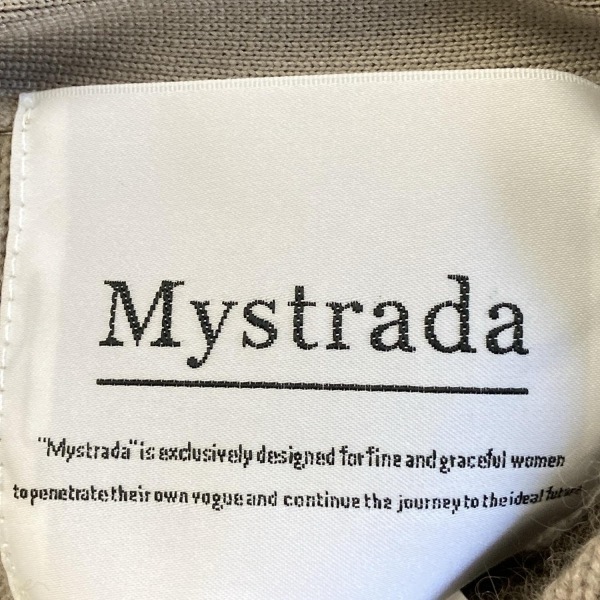 Mystrada
"Mystrada" is exclusively designed for fine and graceful women
to penetrate their own vogue and continue the journey to the ideal future